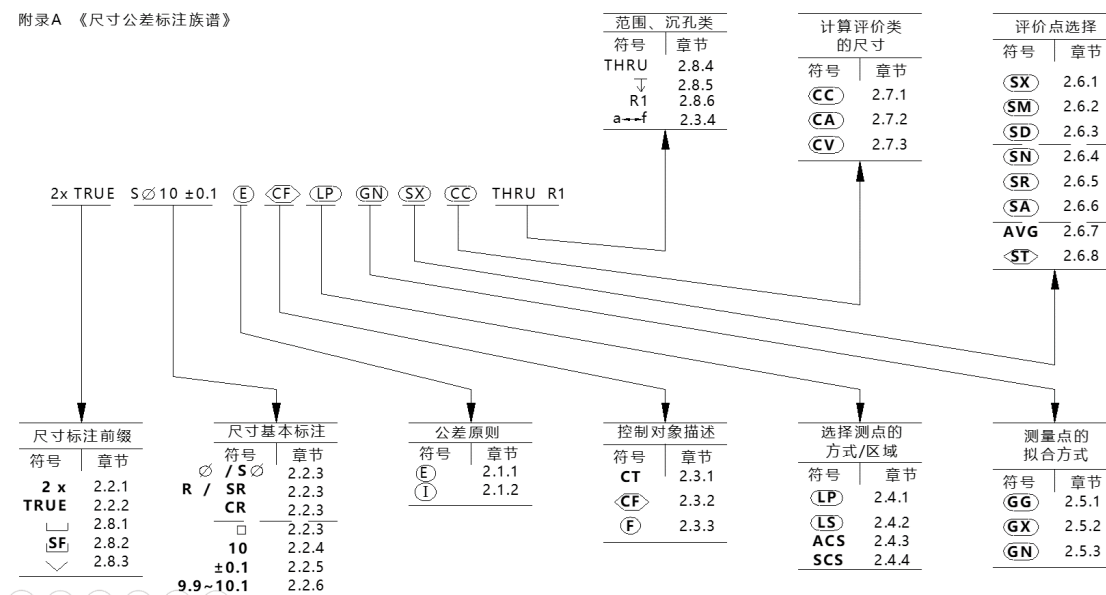 附录A 《尺寸公差标注族谱》
范围、沉孔类
符号 章节
THRU 2.8.4
↧ 2.8.5
R1 2.8.6
a↔f 2.3.4
计算评价类
的尺寸
符号 章节
CC 2.7.1
CA 2.7.2
CV 2.7.3
评价点选择
符号 章节
SX 2.6.1
SM 2.6.2
SD 2.6.3
SN 2.6.4
SR 2.6.5
SA 2.6.6
AVG 2.6.7
ST 2.6.8
2x TRUE S∅10 ±0.1 Ⓔ CF LP GN SX CC THRU R1
尺寸标注前缀
符号 章节
2 x 2.2.1
TRUE 2.2.2
⌴ 2.8.1
SF 2.8.2
⌵ 2.8.3
尺寸基本标注
符号 章节
∅ / S∅ 2.2.3
R / SR 2.2.3
CR 2.2.3
□ 2.2.3
10 2.2.4
±0.1 2.2.5
9.9~10.1 2.2.6
公差原则
符号 章节
Ⓔ 2.1.1
Ⓘ 2.1.2
控制对象描述
符号 章节
CT 2.3.1
CF 2.3.2
Ⓕ 2.3.3
选择测点的
方式/区域
符号 章节
LP 2.4.1
LS 2.4.2
ACS 2.4.3
SCS 2.4.4
测量点的
拟合方式
符号 章节
GG 2.5.1
GX 2.5.2
GN 2.5.3